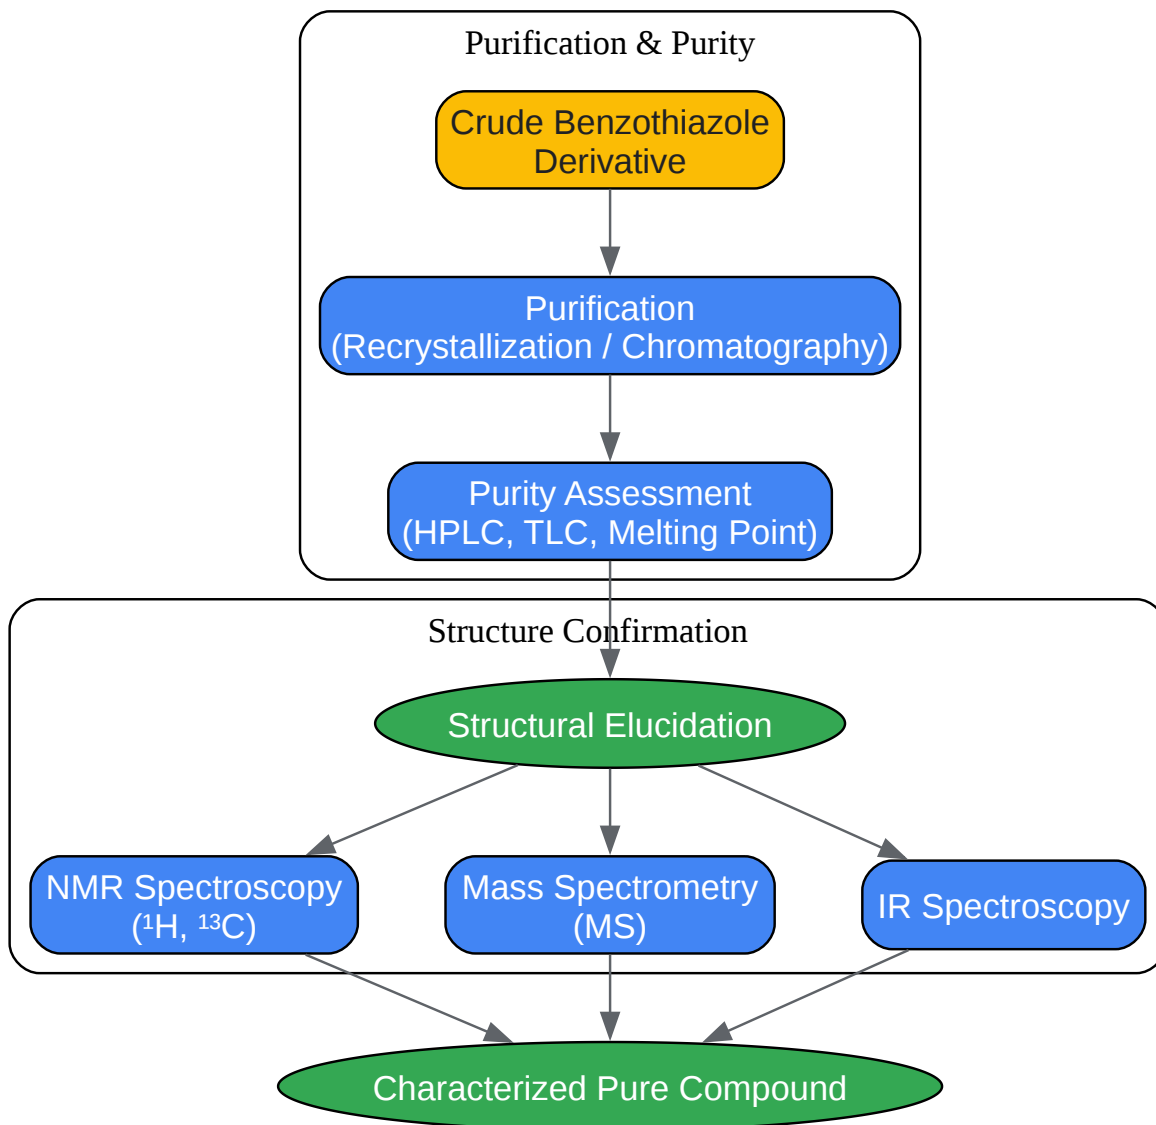 Purification & Purity
Crude Benzothiazole
Derivative
Purification
(Recrystallization / Chromatography)
Purity Assessment
(HPLC, TLC, Melting Point)
Structure Confirmation
Structural Elucidation
NMR Spectroscopy
(¹H, ¹³C)
Mass Spectrometry
(MS)
IR Spectroscopy
Characterized Pure Compound